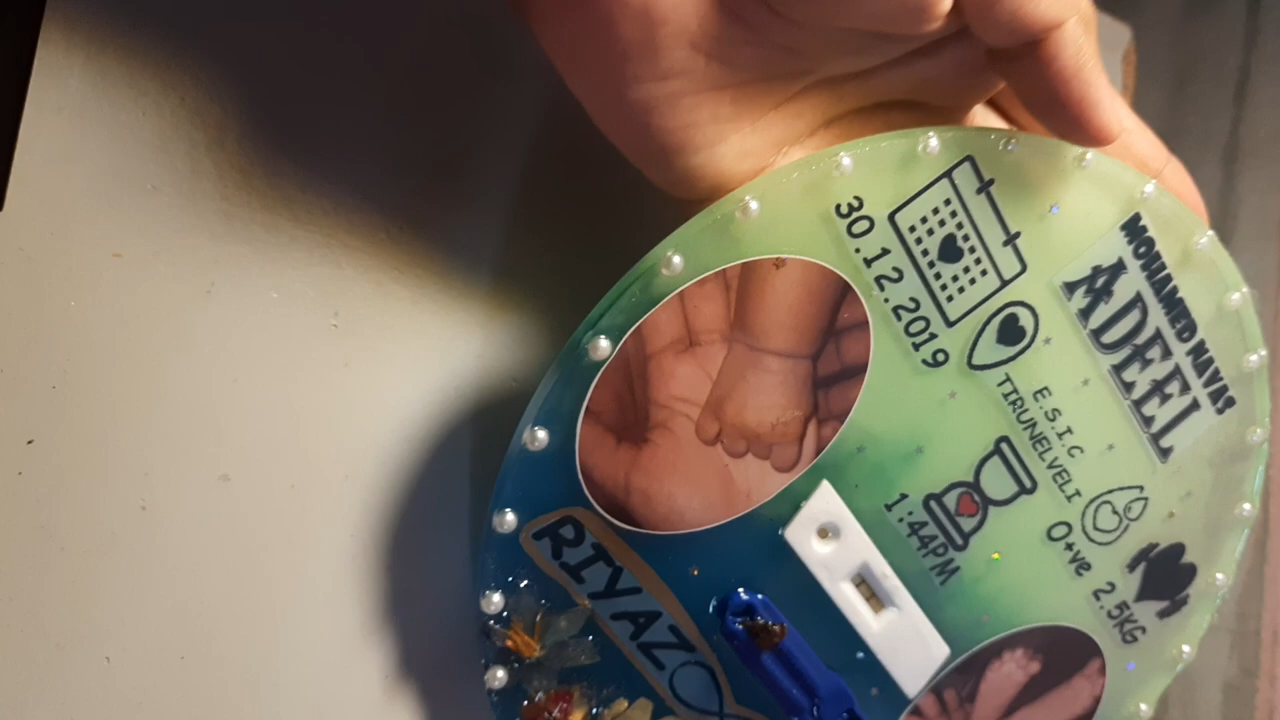 MOHAMED NAVAS
ADEEL
30.12.2019
E.S.I.C
TIRUNELVELI
1:44PM
O+ve
2.5KG
RIYAZ